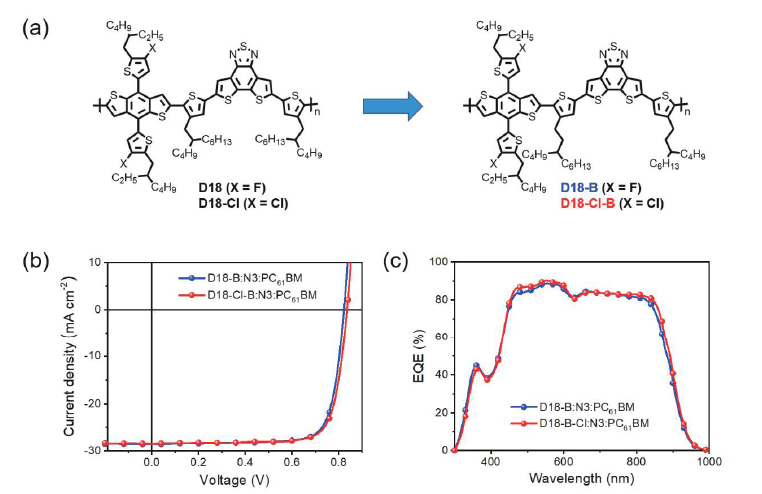 (a)
C4H9
C2H5
X
S
N
S
N
S
S
S
S
S
S
n
S
X
C6H13
C4H9
C6H13
C4H9
C2H5
C4H9
D18 (X = F)
D18-Cl (X = Cl)
C4H9
C2H5
X
S
N
S
N
S
S
S
S
S
S
n
S
X
C4H9
C6H13
C4H9
C6H13
C2H5
C4H9
D18-B (X = F)
D18-Cl-B (X = Cl)
(b)
Current density (mA cm-2)
10
0
-10
-20
-30
D18-B:N3:PC61BM
D18-Cl-B:N3:PC61BM
0.0 0.2 0.4 0.6 0.8
Voltage (V)
(c)
EQE (%)
100
80
60
40
20
0
D18-B:N3:PC61BM
D18-B-Cl:N3:PC61BM
400 600 800 1000
Wavelength (nm)